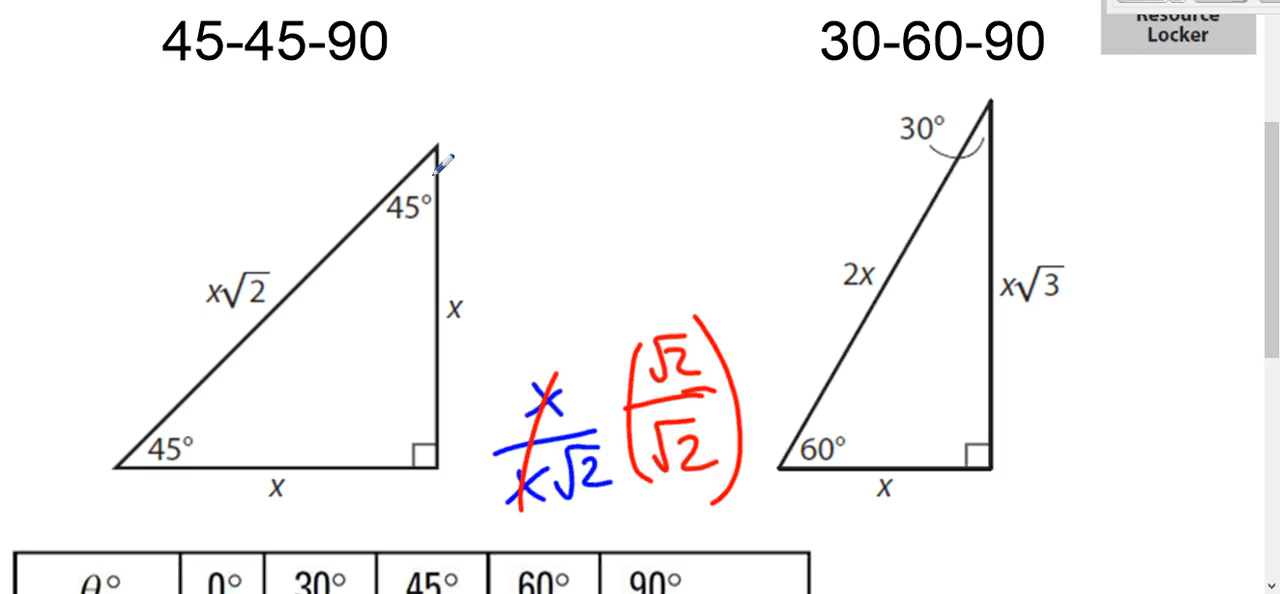 Resource
Locker
45-45-90
30-60-90
30°
45°
x√2
x
2x
x√3
x
x√2
√2
√2
45°
x
60°
x
θ° 0° 30° 45° 60° 90°